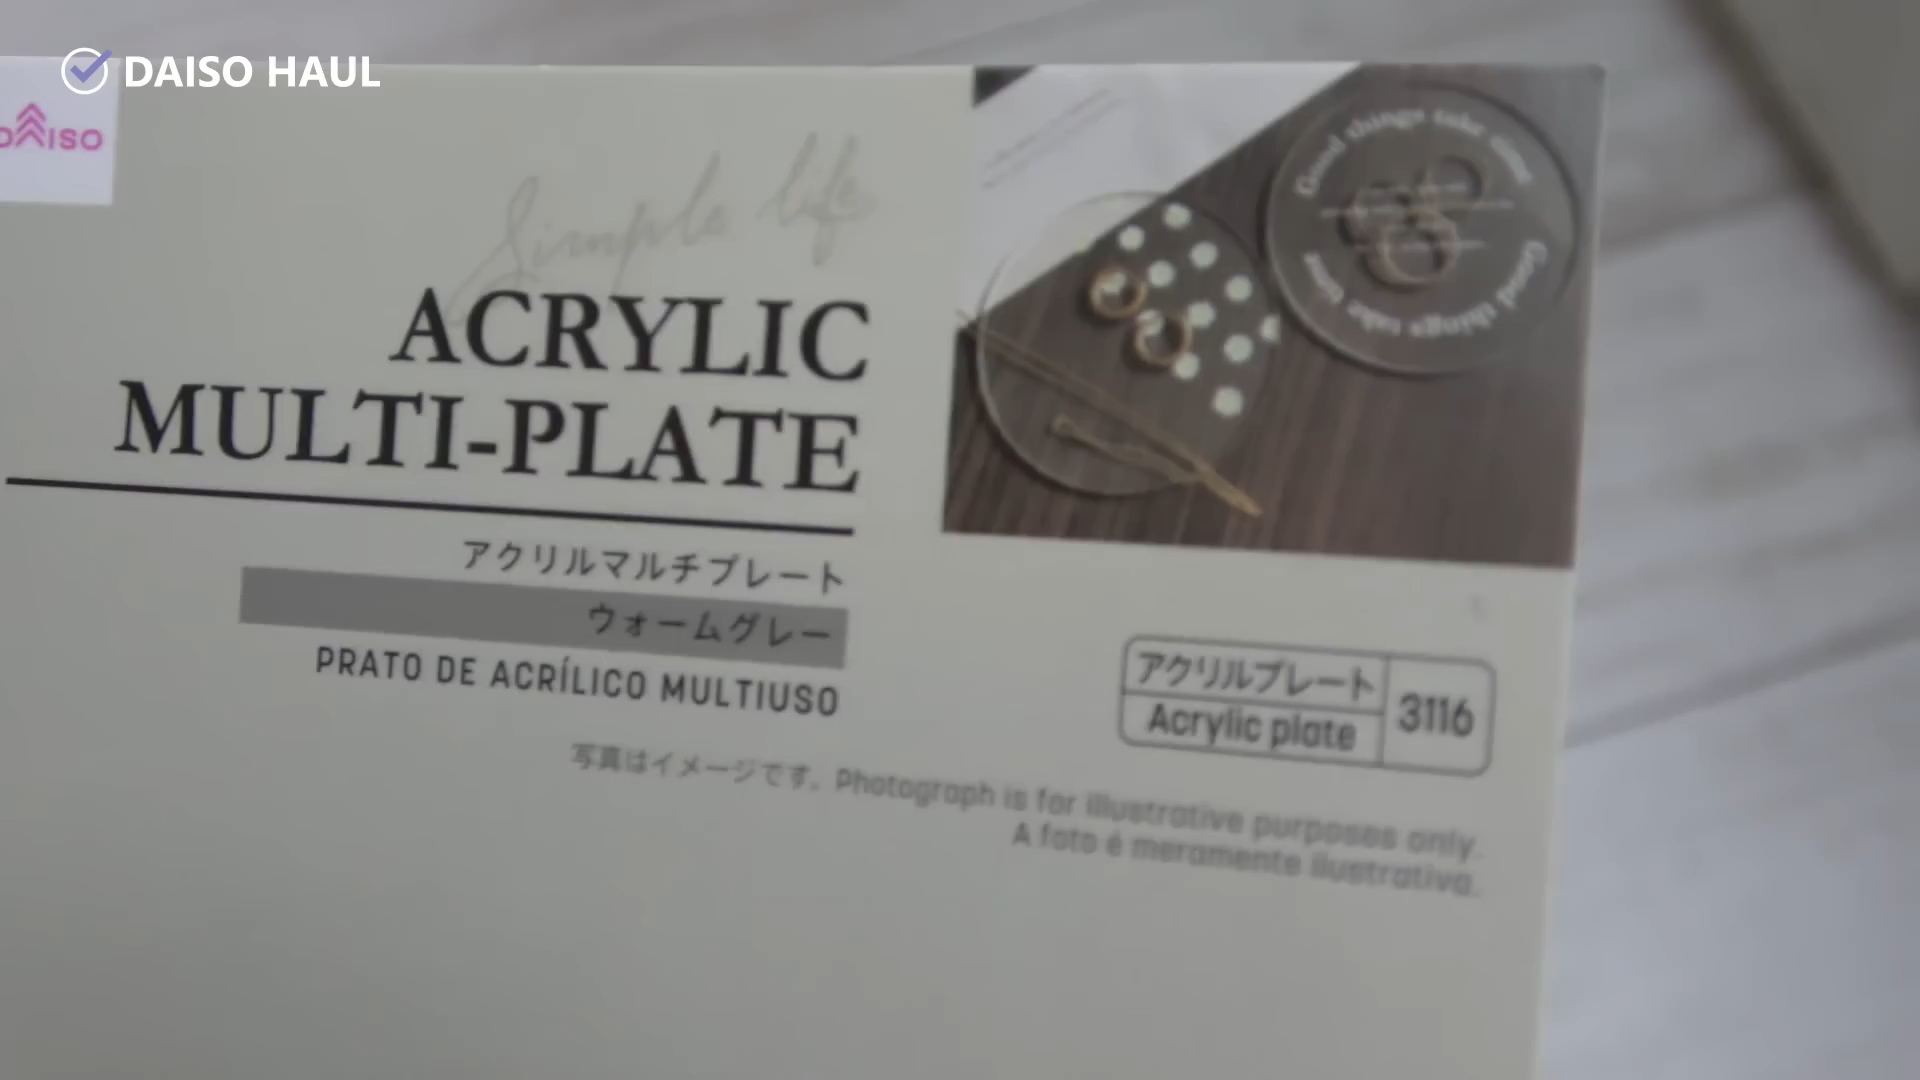 DAISO HAUL
DAISO
Simple life
ACRYLIC
MULTI-PLATE
アクリルマルチプレート
ウォームグレー
PRATO DE ACRÍLICO MULTIUSO
Good things take time
Good things take
アクリルプレート
Acrylic plate
3116
写真はイメージです。Photograph is for illustrative purposes only.
A foto é meramente ilustrativa.